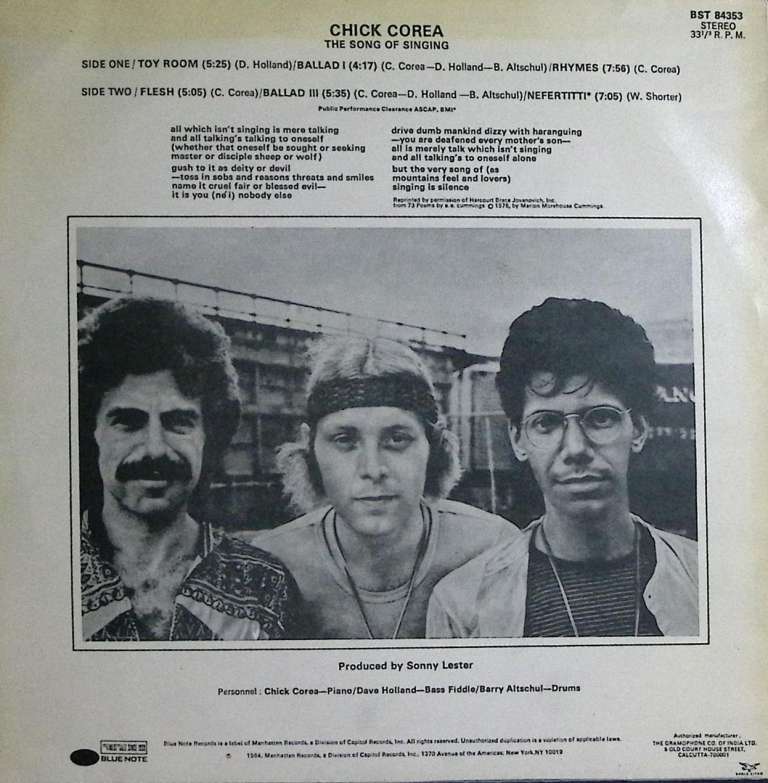 CHICK COREA
THE SONG OF SINGING
BST 84353
STEREO
33¹/³ R. P. M.
SIDE ONE / TOY ROOM (5:25) (D. Holland)/BALLAD I (4:17) (C. Corea—D. Holland—B. Altschul)/RHYMES (7:56) (C. Corea)
SIDE TWO / FLESH (5:05) (C. Corea)/BALLAD III (5:35) (C. Corea—D. Holland —B. Altschul)/NEFERTITTI* (7:05) (W. Shorter)
Public Performance Clearance ASCAP, BMI*
all which isn't singing is mere talking
and all talking's talking to oneself
(whether that oneself be sought or seeking
master or disciple sheep or wolf)
gush to it as deity or devil
—toss in sobs and reasons threats and smiles
name it cruel fair or blessed evil—
it is you (né i) nobody else
drive dumb mankind dizzy with haranguing
—you are deafened every mother's son—
all is merely talk which isn't singing
and all talking's to oneself alone
but the very song of (as
mountains feel and lovers)
singing is silence
Reprinted by permission of Harcourt Brace Jovanovich, Inc.
from 73 Poems by e.e. cummings © 1976, by Marion Morehouse Cummings.
AN
Produced by Sonny Lester
Personnel : Chick Corea—Piano/Dave Holland—Bass Fiddle/Barry Altschul—Drums
BLUE NOTE
Blue Note Records is a label of Manhattan Records, a Division of Capitol Records, Inc. All rights reserved. Unauthorized duplication is a violation of applicable laws.
℗ 1984, Manhattan Records, a Division of Capitol Records, Inc., 1370 Avenue of the Americas, New York, NY 10019
Authorized manufacturer:
THE GRAMOPHONE CO. OF INDIA LTD.
8 OLD COURT HOUSE STREET,
CALCUTTA-700001